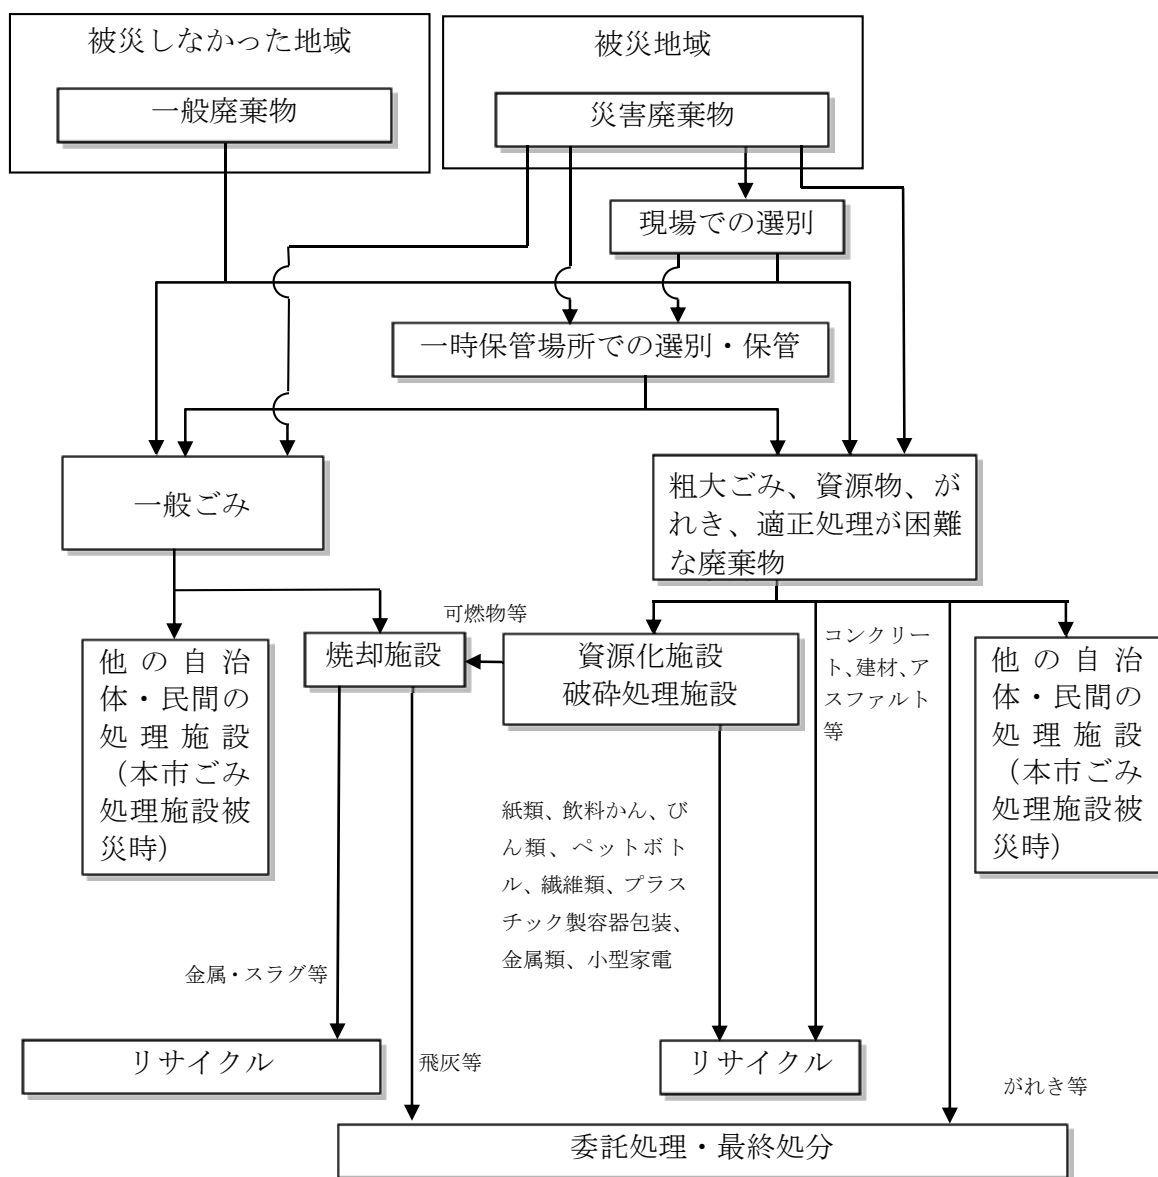 被災しなかった地域
被災地域
一般廃棄物
災害廃棄物
現場での選別
一時保管場所での選別・保管
一般ごみ
粗大ごみ、資源物、が
れき、適正処理が困難
な廃棄物
可燃物等
焼却施設
資源化施設
破砕処理施設
コンクリー
ト、建材、ア
スファルト
等
他の自治
体・民間の
処理施設
（本市ごみ
処理施設被
災時）
他の自治
体・民間の
処理施設
（本市ごみ
処理施設被
災時）
紙類、飲料かん、び
ん類、ペットボト
ル、繊維類、プラス
チック製容器包装、
金属類、小型家電
金属・スラグ等
リサイクル
飛灰等
リサイクル
がれき等
委託処理・最終処分